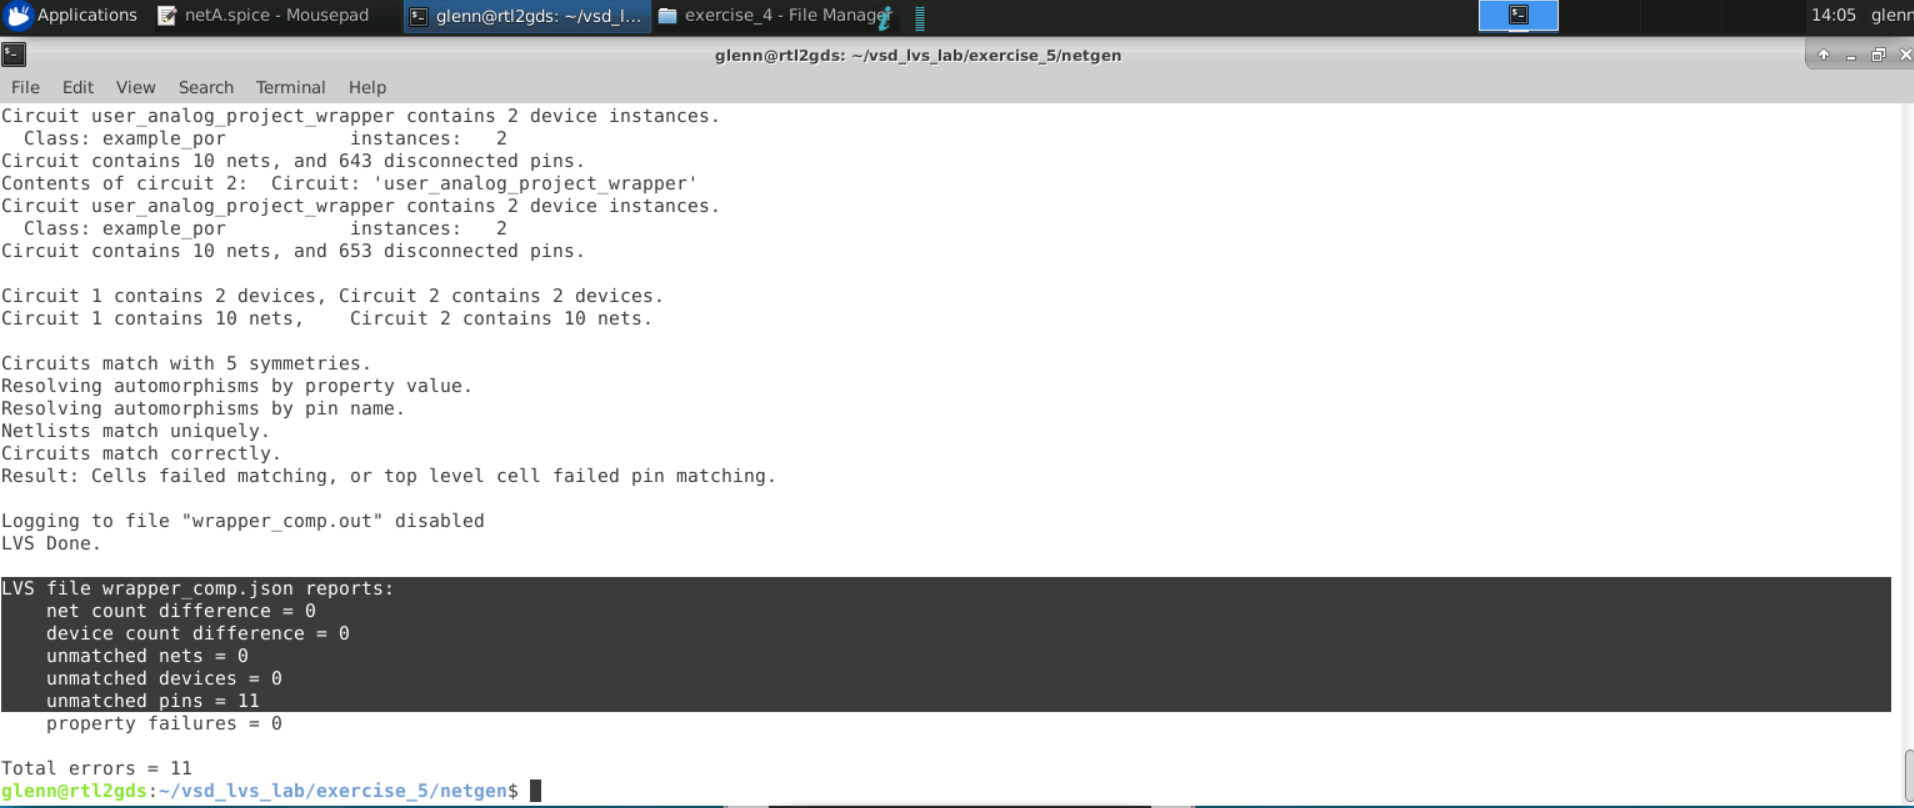 Applications netA.spice - Mousepad glenn@rtl2gds: ~/vsd_l... exercise_4 - File Manager 14:05 glenn
glenn@rtl2gds: ~/vsd_lvs_lab/exercise_5/netgen
File Edit View Search Terminal Help
Circuit user_analog_project_wrapper contains 2 device instances.
  Class: example_por           instances:   2
Circuit contains 10 nets, and 643 disconnected pins.
Contents of circuit 2:  Circuit: 'user_analog_project_wrapper'
Circuit user_analog_project_wrapper contains 2 device instances.
  Class: example_por           instances:   2
Circuit contains 10 nets, and 653 disconnected pins.
Circuit 1 contains 2 devices, Circuit 2 contains 2 devices.
Circuit 1 contains 10 nets,    Circuit 2 contains 10 nets.
Circuits match with 5 symmetries.
Resolving automorphisms by property value.
Resolving automorphisms by pin name.
Netlists match uniquely.
Circuits match correctly.
Result: Cells failed matching, or top level cell failed pin matching.
Logging to file "wrapper_comp.out" disabled
LVS Done.
LVS file wrapper_comp.json reports:
    net count difference = 0
    device count difference = 0
    unmatched nets = 0
    unmatched devices = 0
    unmatched pins = 11
    property failures = 0
Total errors = 11
glenn@rtl2gds:~/vsd_lvs_lab/exercise_5/netgen$